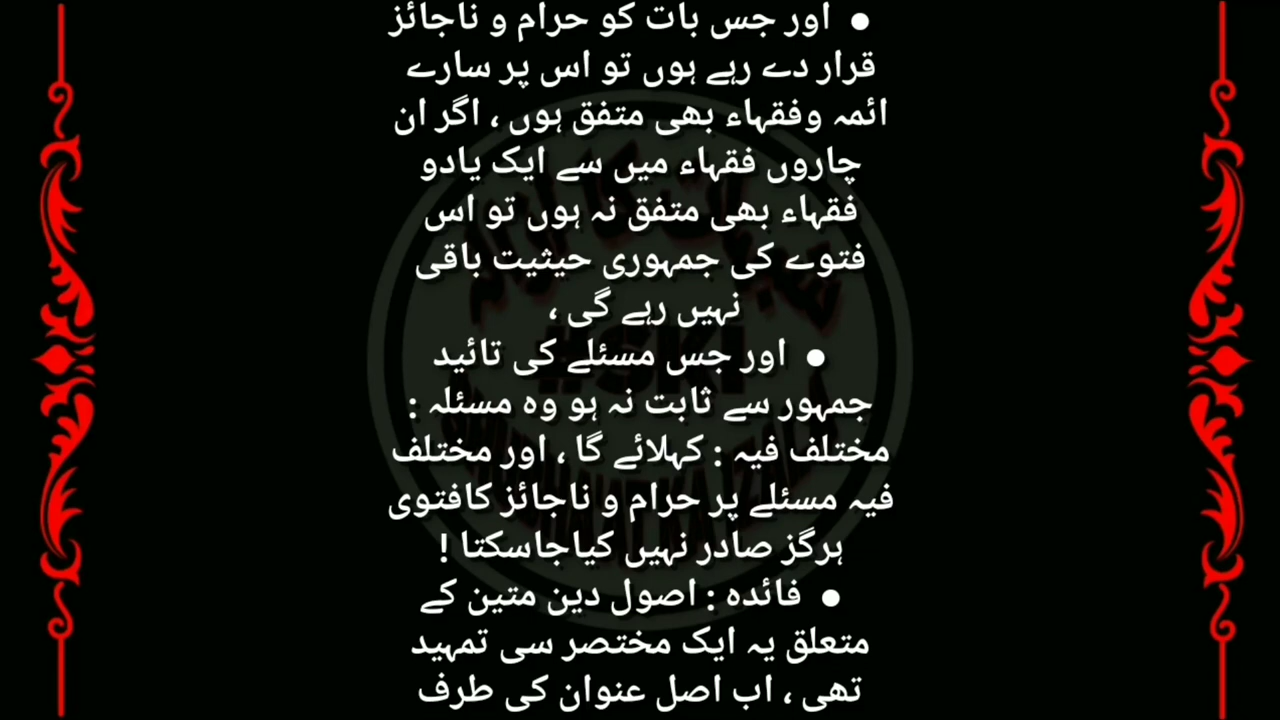 ● اور جس بات کو حرام و ناجائز
قرار دے رہے ہوں تو اس پر سارے
ائمہ وفقہاء بھی متفق ہوں ، اگر ان
چاروں فقہاء میں سے ایک یادو
فقہاء بھی متفق نہ ہوں تو اس
فتوے کی جمہوری حیثیت باقی
نہیں رہے گی ،
● اور جس مسئلے کی تائید
جمہور سے ثابت نہ ہو وہ مسئلہ :
مختلف فیہ : کہلائے گا ، اور مختلف
فیہ مسئلے پر حرام و ناجائز کافتوی
ہرگز صادر نہیں کیاجاسکتا !
● فائدہ : اصول دین متین کے
متعلق یہ ایک مختصر سی تمہید
تھی ، اب اصل عنوان کی طرف